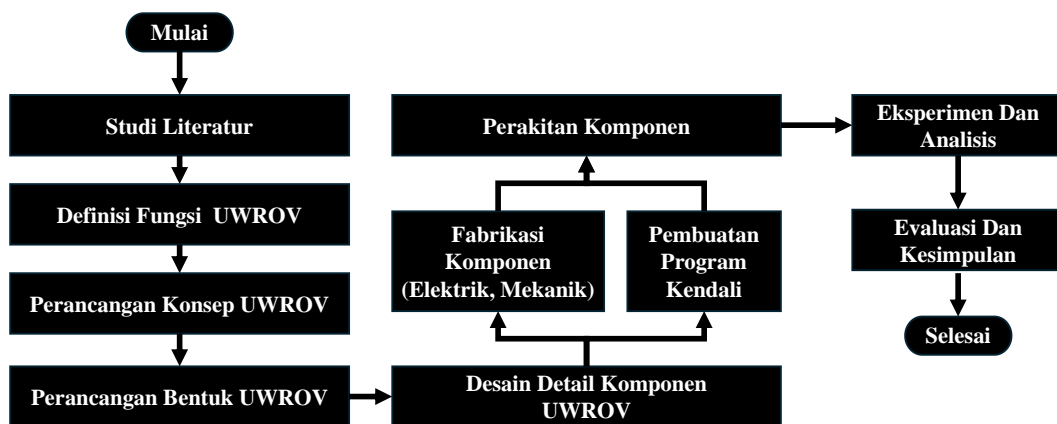 Mulai
Studi Literatur
Definisi Fungsi UWROV
Perancangan Konsep UWROV
Perancangan Bentuk UWROV
Desain Detail Komponen
UWROV
Fabrikasi
Komponen
(Elektrik, Mekanik)
Pembuatan
Program
Kendali
Perakitan Komponen
Eksperimen Dan
Analisis
Evaluasi Dan
Kesimpulan
Selesai